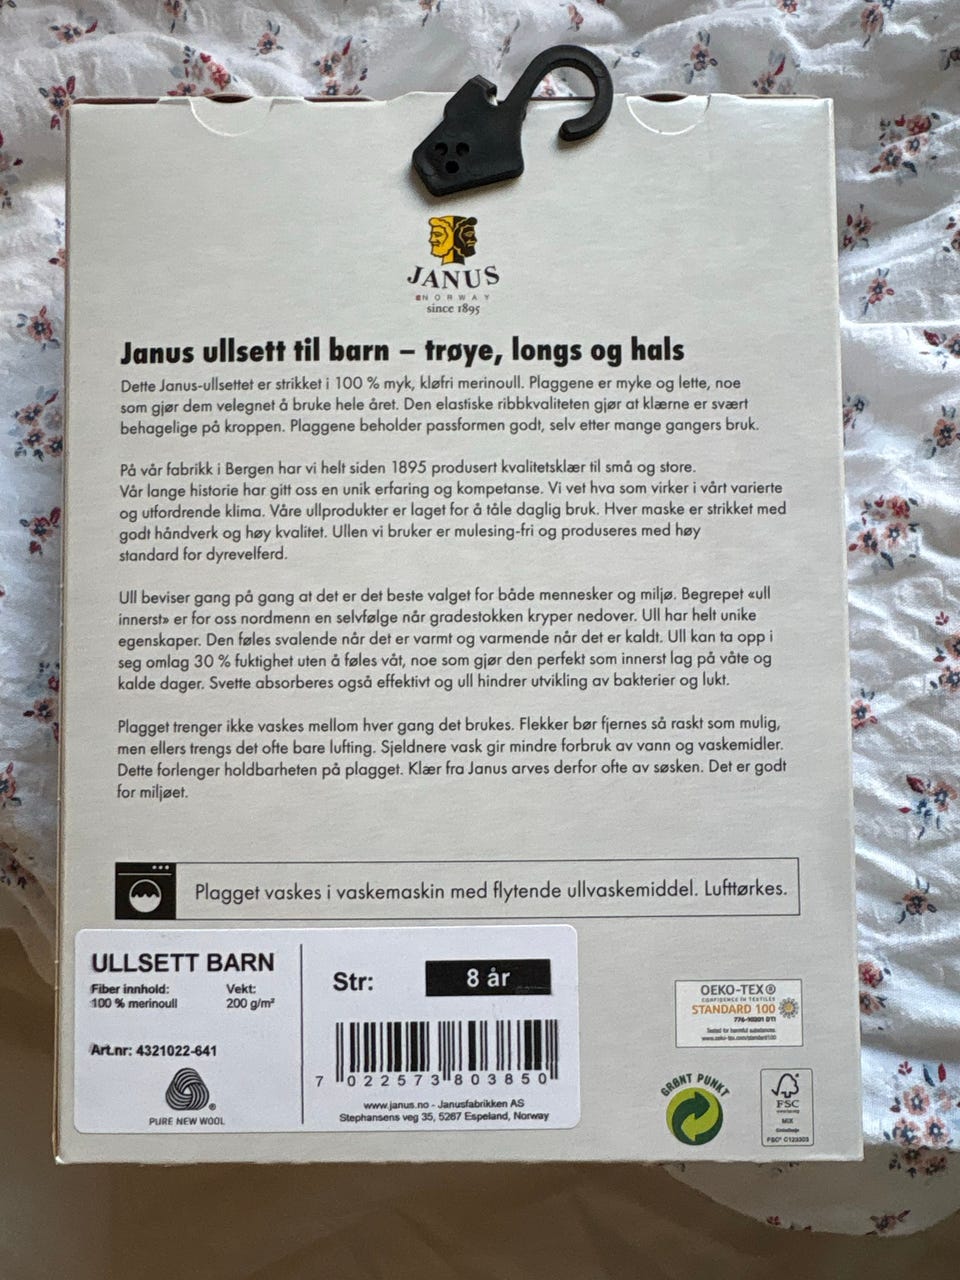 JANUS
NORWAY
since 1895
Janus ullsett til barn – trøye, longs og hals
Dette Janus-ullsettet er strikket i 100 % myk, kløfri merinoull. Plaggene er myke og lette, noe
som gjør dem velegnet å bruke hele året. Den elastiske ribbkvaliteten gjør at klærne er svært
behagelige på kroppen. Plaggene beholder passformen godt, selv etter mange gangers bruk.
På vår fabrikk i Bergen har vi helt siden 1895 produsert kvalitetsklær til små og store.
Vår lange historie har gitt oss en unik erfaring og kompetanse. Vi vet hva som virker i vårt varierte
og utfordrende klima. Våre ullprodukter er laget for å tåle daglig bruk. Hver maske er strikket med
godt håndverk og høy kvalitet. Ullen vi bruker er mulesing-fri og produseres med høy
standard for dyrevelferd.
Ull beviser gang på gang at det er det beste valget for både mennesker og miljø. Begrepet «ull
innerst» er for oss nordmenn en selvfølge når gradestokken kryper nedover. Ull har helt unike
egenskaper. Den føles svalende når det er varmt og varmende når det er kaldt. Ull kan ta opp i
seg omlag 30 % fuktighet uten å føles våt, noe som gjør den perfekt som innerst lag på våte og
kalde dager. Svette absorberes også effektivt og ull hindrer utvikling av bakterier og lukt.
Plagget trenger ikke vaskes mellom hver gang det brukes. Flekker bør fjernes så raskt som mulig,
men ellers trengs det ofte bare lufting. Sjeldnere vask gir mindre forbruk av vann og vaskemidler.
Dette forlenger holdbarheten på plagget. Klær fra Janus arves derfor ofte av søsken. Det er godt
for miljøet.
Plagget vaskes i vaskemaskin med flytende ullvaskemiddel. Lufttørkes.
ULLSETT BARN
Fiber innhold: Vekt:
100 % merinoull 200 g/m²
Art.nr: 4321022-641
PURE NEW WOOL
Str: 8 år
7 022573 803850
www.janus.no - Janusfabrikken AS
Stephansens veg 35, 5267 Espeland, Norway
OEKO-TEX®
CONFIDENCE IN TEXTILES
STANDARD 100
Tested for harmful substances
www.oeko-tex.com/standard100
GRØNT PUNKT
FSC
MIX
FSC® C123303